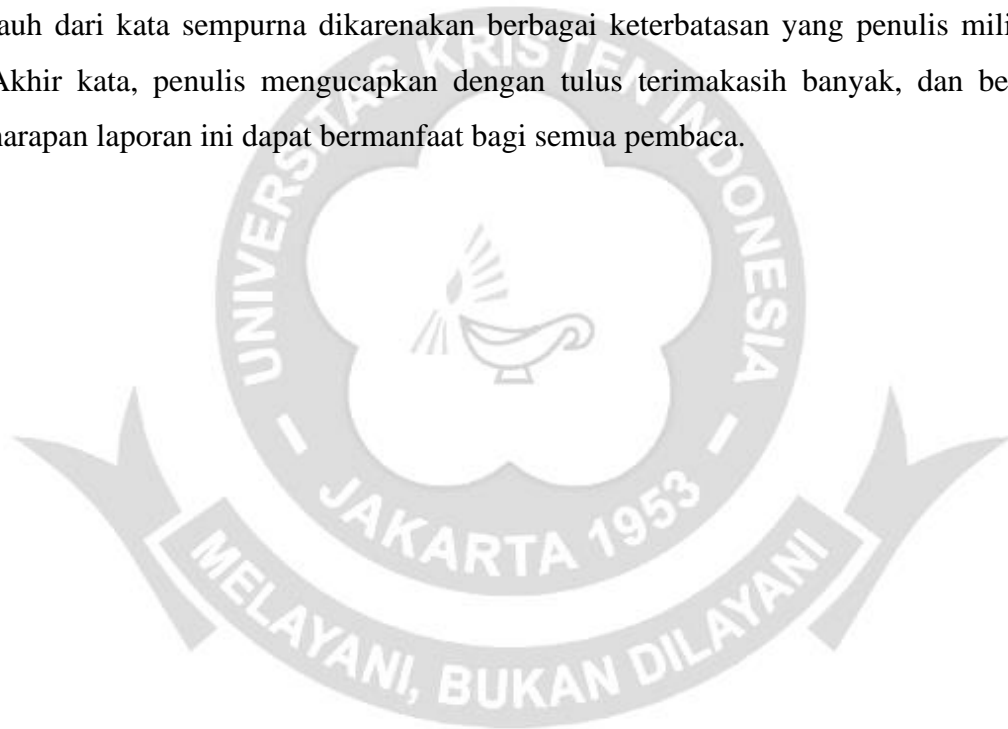 auh dari kata sempurna dikarenakan berbagai keterbatasan yang penulis mili
Akhir kata, penulis mengucapkan dengan tulus terimakasih banyak, dan be
harapan laporan ini dapat bermanfaat bagi semua pembaca.
UNIVERSITAS KRISTEN INDONESIA
- JAKARTA 1953 -
MELAYANI, BUKAN DILAYANI